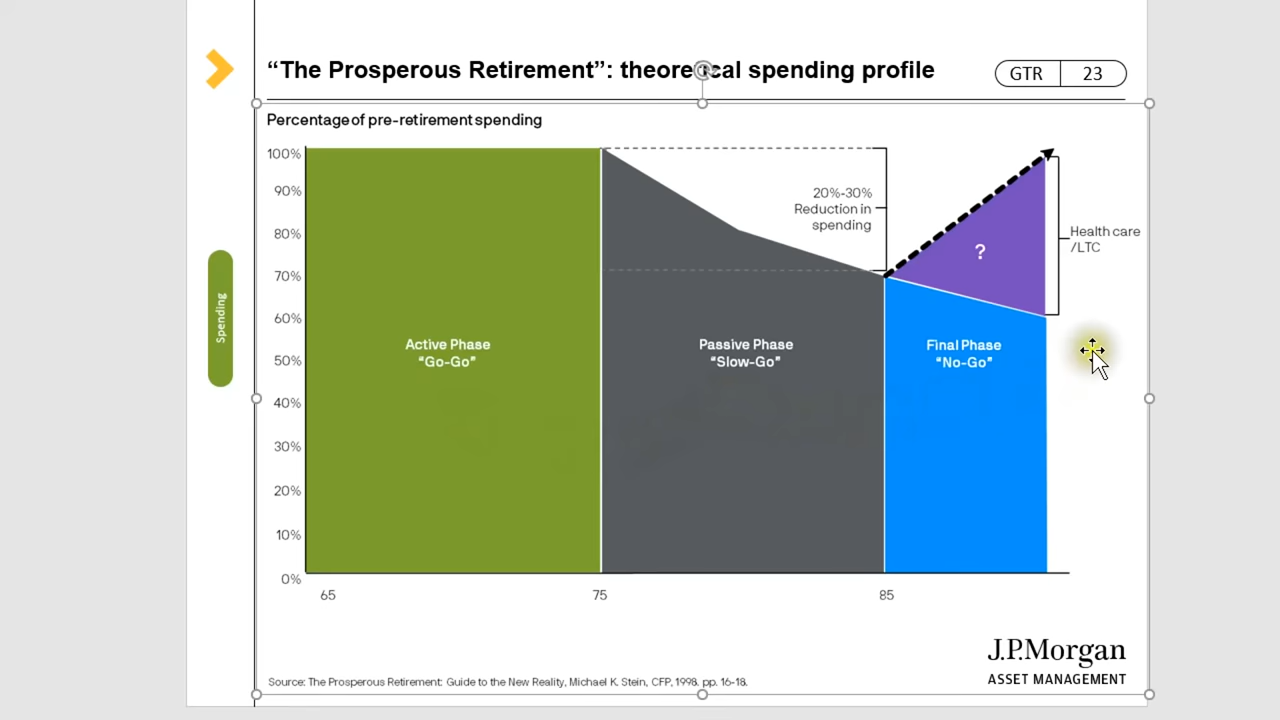 “The Prosperous Retirement”: theoretical spending profile
GTR 23
Percentage of pre-retirement spending
100%
90%
80%
70%
60%
50%
40%
30%
20%
10%
0%
20%-30%
Reduction in
spending
?
Health care
/LTC
Spending
Active Phase
“Go-Go”
Passive Phase
“Slow-Go”
Final Phase
“No-Go”
65 75 85
J.P.Morgan
ASSET MANAGEMENT
Source: The Prosperous Retirement: Guide to the New Reality, Michael K. Stein, CFP, 1998. pp. 16-18.